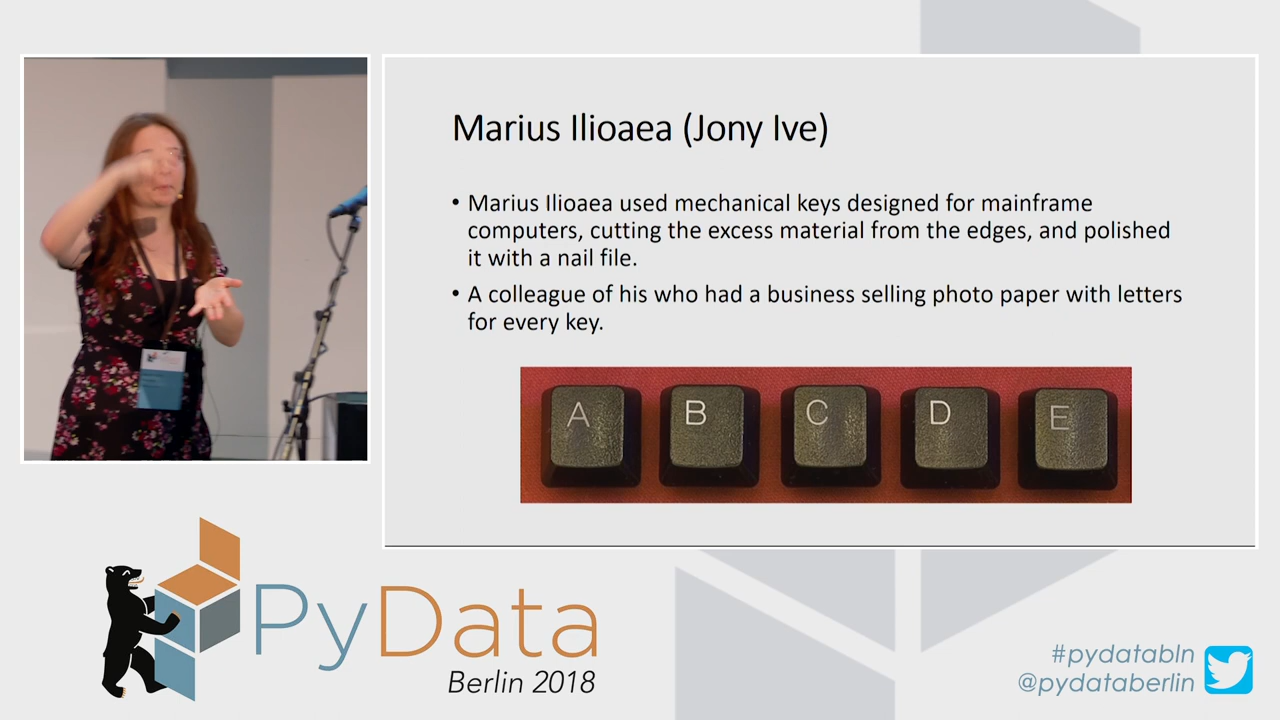 Marius Ilioaea (Jony Ive)
• Marius Ilioaea used mechanical keys designed for mainframe
computers, cutting the excess material from the edges, and polished
it with a nail file.
• A colleague of his who had a business selling photo paper with letters
for every key.
A B C D E
PyData
Berlin 2018
#pydatabln
@pydataberlin